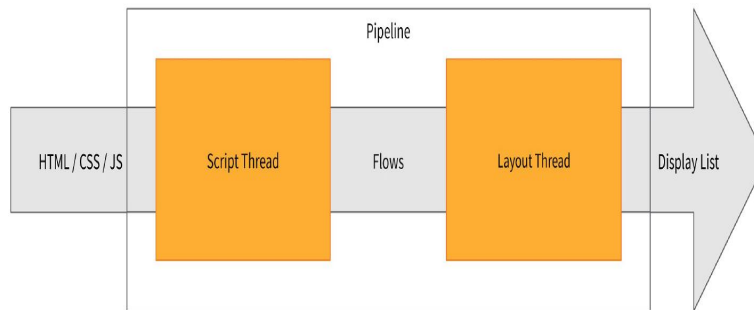 Pipeline
HTML / CSS / JS
Script Thread
Flows
Layout Thread
Display List